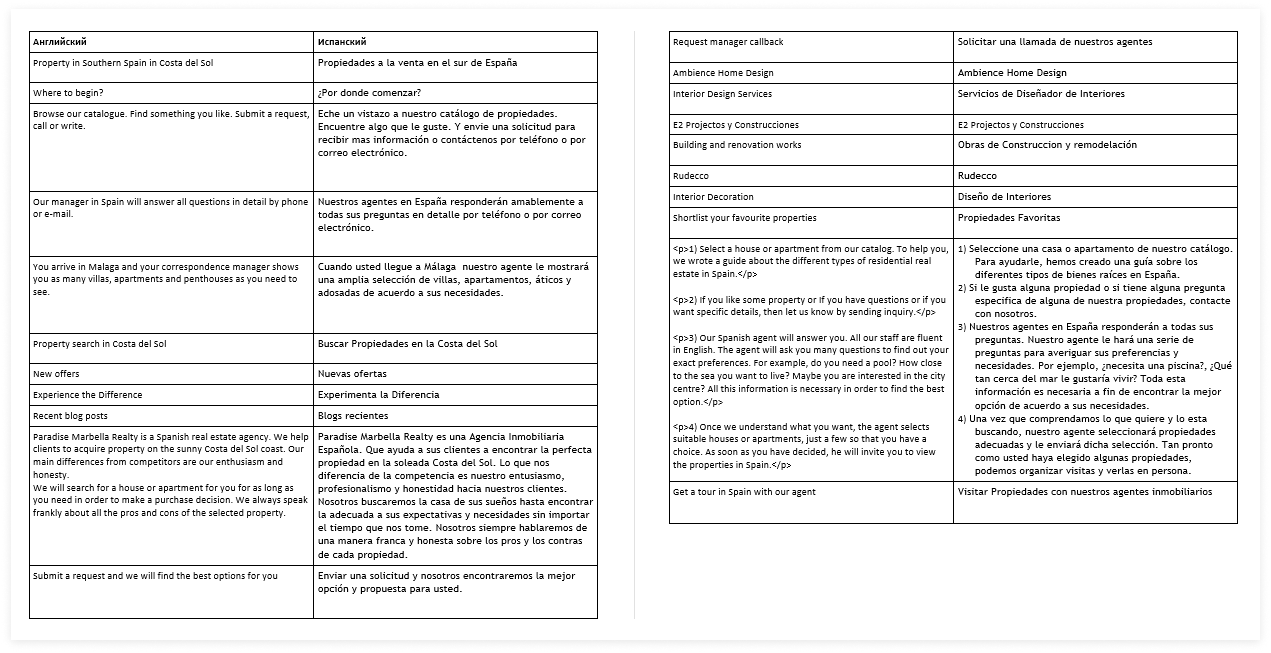 Английский
Испанский
Property in Southern Spain in Costa del Sol
Propiedades a la venta en el sur de España
Where to begin?
¿Por donde comenzar?
Browse our catalogue. Find something you like. Submit a request,
call or write.
Eche un vistazo a nuestro catálogo de propiedades.
Encuentre algo que le guste. Y envie una solicitud para
recibir mas información o contáctenos por teléfono o por
correo electrónico.
Our manager in Spain will answer all questions in detail by phone
or e-mail.
Nuestros agentes en España responderán amablemente a
todas sus preguntas en detalle por teléfono o por correo
electrónico.
You arrive in Malaga and your correspondence manager shows
you as many villas, apartments and penthouses as you need to
see.
Cuando usted llegue a Málaga  nuestro agente le mostrará
una amplia selección de villas, apartamentos, áticos y
adosadas de acuerdo a sus necesidades.
Property search in Costa del Sol
Buscar Propiedades en la Costa del Sol
New offers
Nuevas ofertas
Experience the Difference
Experimenta la Diferencia
Recent blog posts
Blogs recientes
Paradise Marbella Realty is a Spanish real estate agency. We help
clients to acquire property on the sunny Costa del Sol coast. Our
main differences from competitors are our enthusiasm and
honesty.
We will search for a house or apartment for you for as long as
you need in order to make a purchase decision. We always speak
frankly about all the pros and cons of the selected property.
Paradise Marbella Realty es una Agencia Inmobiliaria
Española. Que ayuda a sus clientes a encontrar la perfecta
propiedad en la soleada Costa del Sol. Lo que nos
diferencia de la competencia es nuestro entusiasmo,
profesionalismo y honestidad hacia nuestros clientes.
Nosotros buscaremos la casa de sus sueños hasta encontrar
la adecuada a sus expectativas y necesidades sin importar
el tiempo que nos tome. Nosotros siempre hablaremos de
una manera franca y honesta sobre los pros y los contras
de cada propiedad.
Submit a request and we will find the best options for you
Enviar una solicitud y nosotros encontraremos la mejor
opción y propuesta para usted.
Request manager callback
Solicitar una llamada de nuestros agentes
Ambience Home Design
Ambience Home Design
Interior Design Services
Servicios de Diseñador de Interiores
E2 Projectos y Construcciones
E2 Projectos y Construcciones
Building and renovation works
Obras de Construccion y remodelación
Rudecco
Rudecco
Interior Decoration
Diseño de Interiores
Shortlist your favourite properties
Propiedades Favoritas
<p>1) Select a house or apartment from our catalog. To help you,
we wrote a guide about the different types of residential real
estate in Spain.</p>
<p>2) If you like some property or If you have questions or if you
want specific details, then let us know by sending inquiry.</p>
<p>3) Our Spanish agent will answer you. All our staff are fluent
in English. The agent will ask you many questions to find out your
exact preferences. For example, do you need a pool? How close
to the sea you want to live? Maybe you are interested in the city
centre? All this information is necessary in order to find the best
option.</p>
<p>4) Once we understand what you want, the agent selects
suitable houses or apartments, just a few so that you have a
choice. As soon as you have decided, he will invite you to view
the properties in Spain.</p>
1) Seleccione una casa o apartamento de nuestro catálogo.
Para ayudarle, hemos creado una guía sobre los
diferentes tipos de bienes raíces en España.
2) Si le gusta alguna propiedad o si tiene alguna pregunta
especifica de alguna de nuestra propiedades, contacte
con nosotros.
3) Nuestros agentes en España responderán a todas sus
preguntas. Nuestro agente le hará una serie de
preguntas para averiguar sus preferencias y
necesidades. Por ejemplo, ¿necesita una piscina?, ¿Qué
tan cerca del mar le gustaría vivir? Toda esta
información es necesaria a fin de encontrar la mejor
opción de acuerdo a sus necesidades.
4) Una vez que comprendamos lo que quiere y lo esta
buscando, nuestro agente seleccionará propiedades
adecuadas y le enviará dicha selección. Tan pronto
como usted haya elegido algunas propiedades,
podemos organizar visitas y verlas en persona.
Get a tour in Spain with our agent
Visitar Propiedades con nuestros agentes inmobiliarios